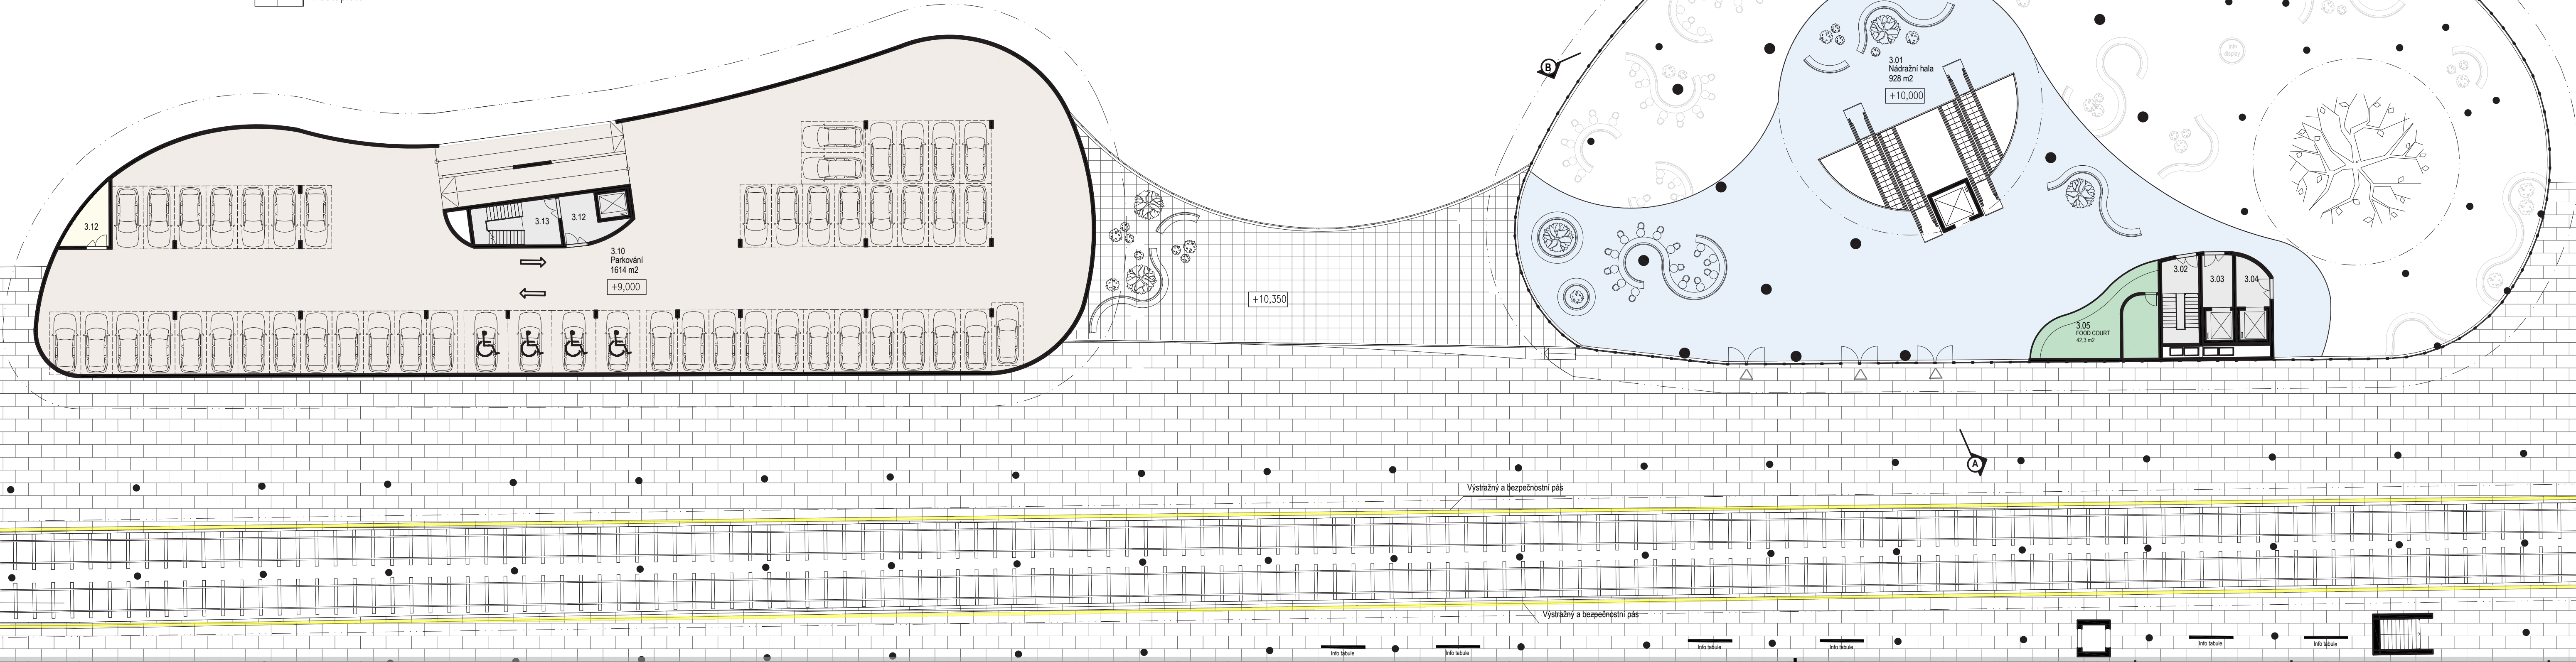 B
3.01
Nádražní hala
928 m2
+10,000
3.12
3.13
3.12
3.10
Parkování
1614 m2
+9,000
+10,350
3.02
3.03
3.04
3.05
FOOD COURT
42,3 m2
A
Výstražný a bezpečnostní pás
Výstražný a bezpečnostní pás
Info tabule
Info tabule
Info tabule
Info tabule
Info tabule
Info tabule